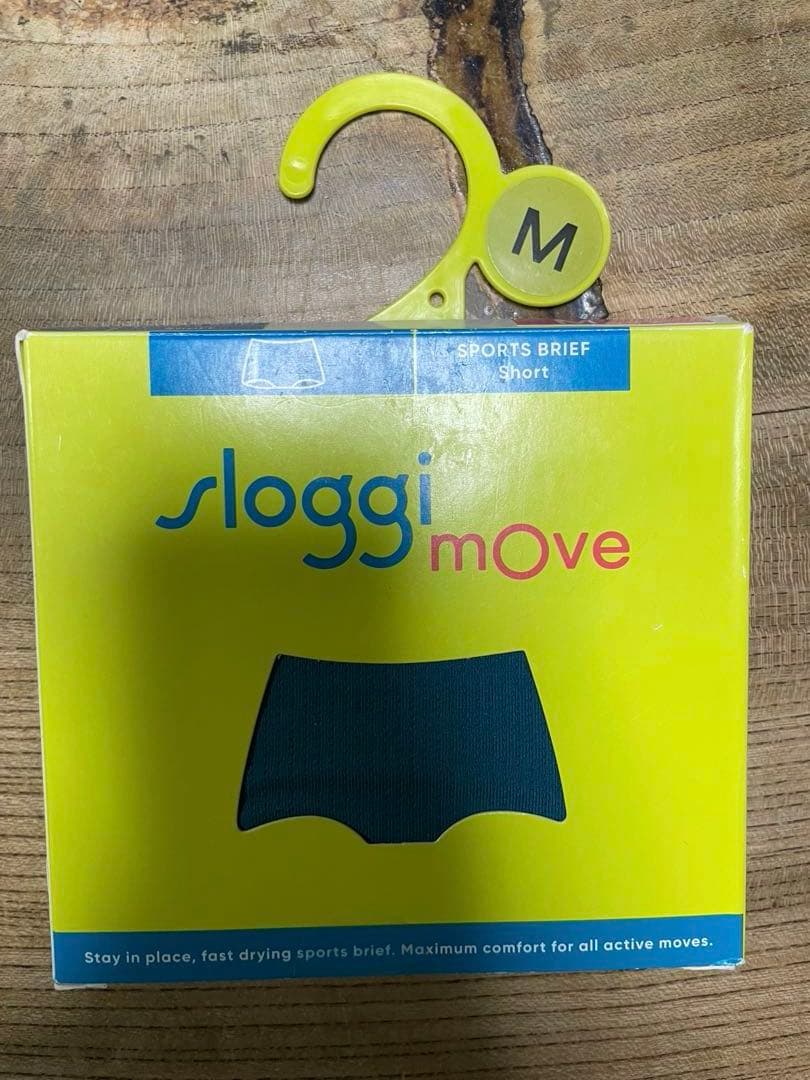 M
SPORTS BRIEF
Short
sloggi
mOve
Stay in place, fast drying sports brief. Maximum comfort for all active moves.